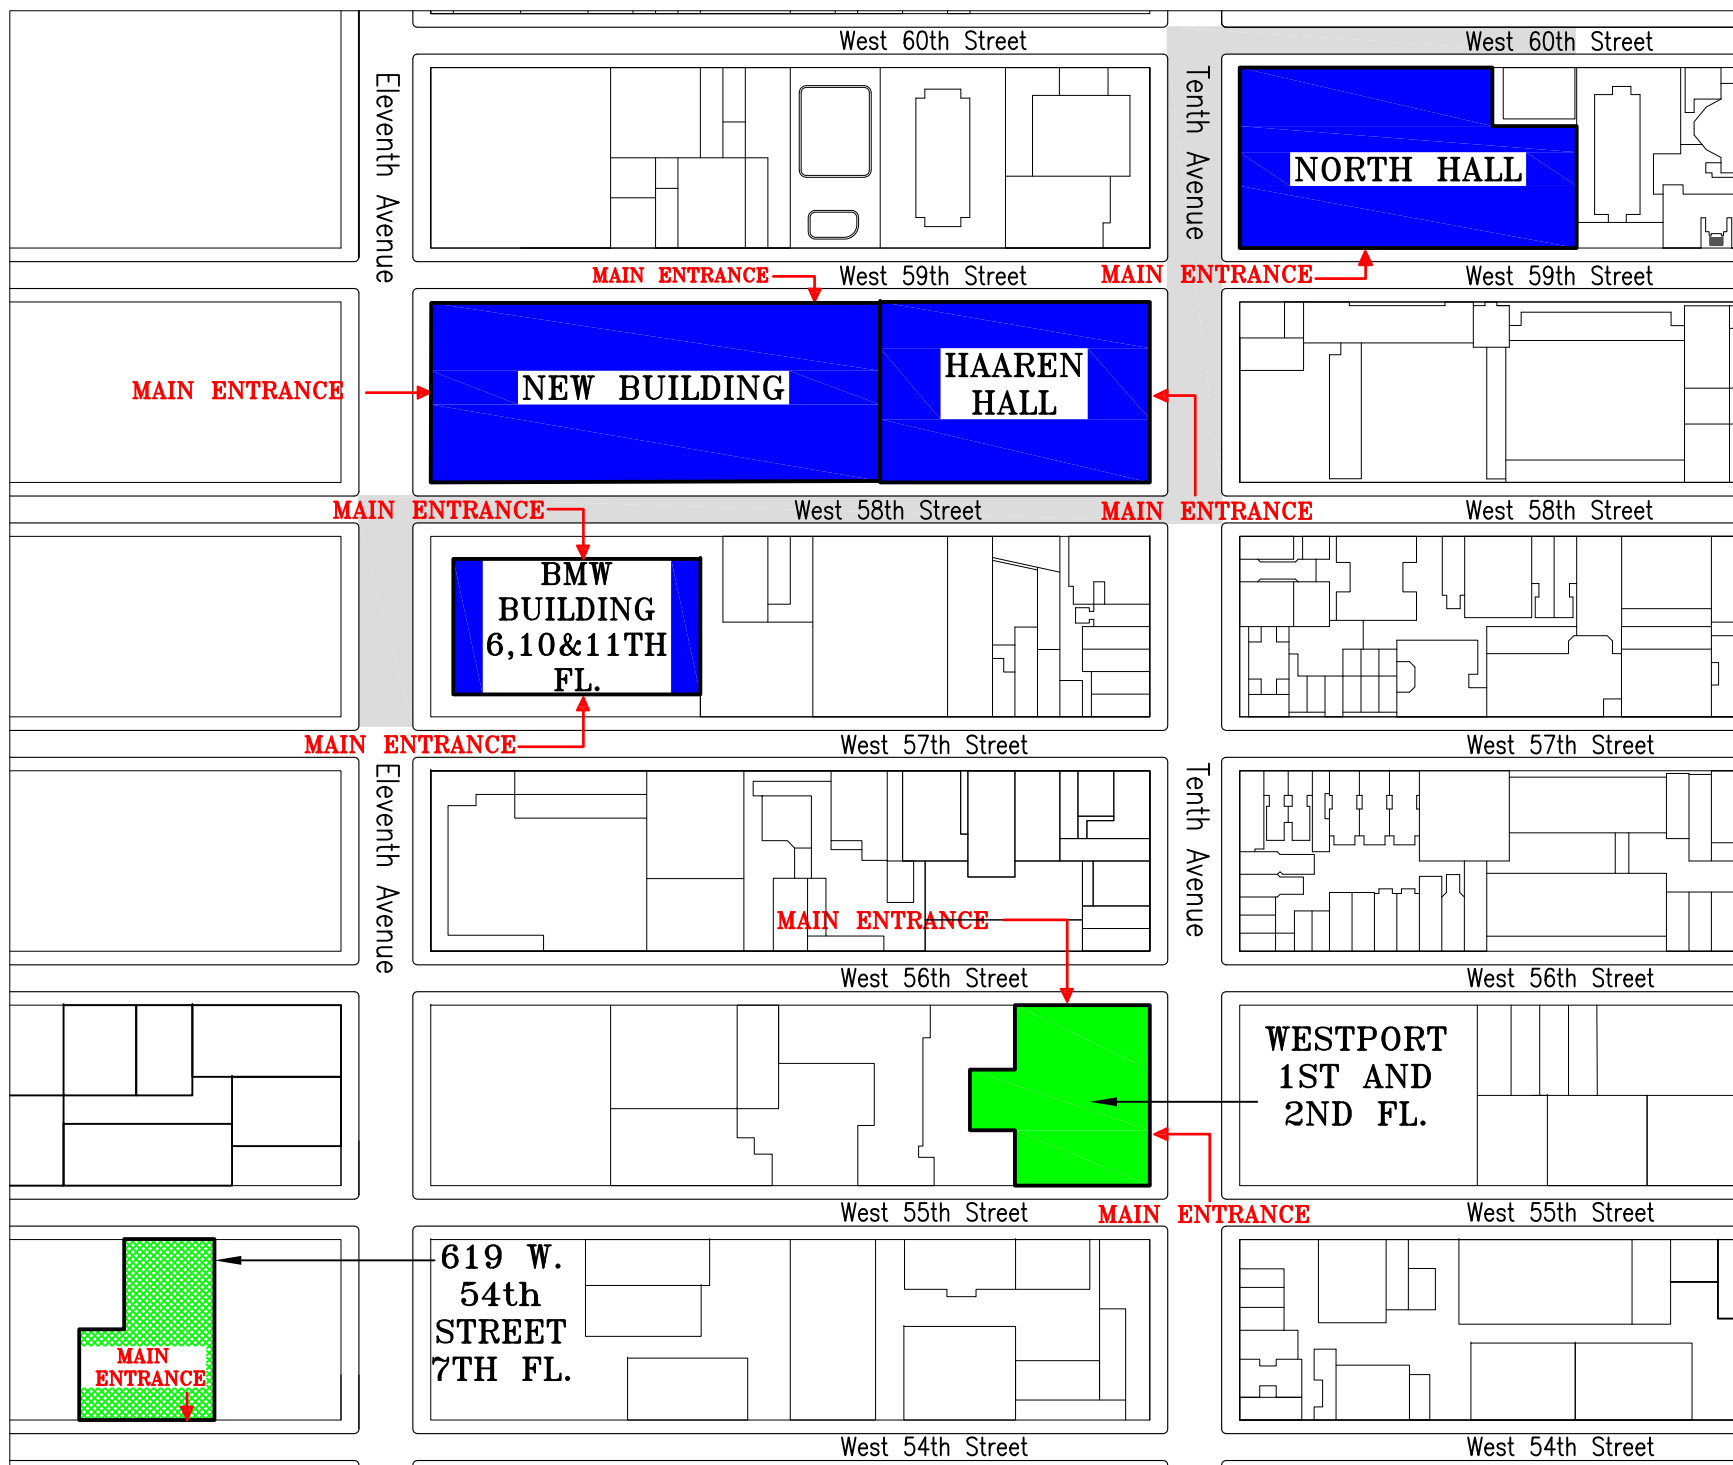 West 60th Street
West 60th Street
Eleventh Avenue
Tenth Avenue
NORTH HALL
MAIN ENTRANCE
West 59th Street
MAIN ENTRANCE
West 59th Street
MAIN ENTRANCE
NEW BUILDING
HAAREN
HALL
MAIN ENTRANCE
West 58th Street
MAIN ENTRANCE
West 58th Street
BMW
BUILDING
6,10&11TH
FL.
MAIN ENTRANCE
West 57th Street
West 57th Street
Eleventh Avenue
Tenth Avenue
MAIN ENTRANCE
West 56th Street
West 56th Street
WESTPORT
1ST AND
2ND FL.
West 55th Street
MAIN ENTRANCE
West 55th Street
619 W.
54th
STREET
7TH FL.
MAIN
ENTRANCE
West 54th Street
West 54th Street